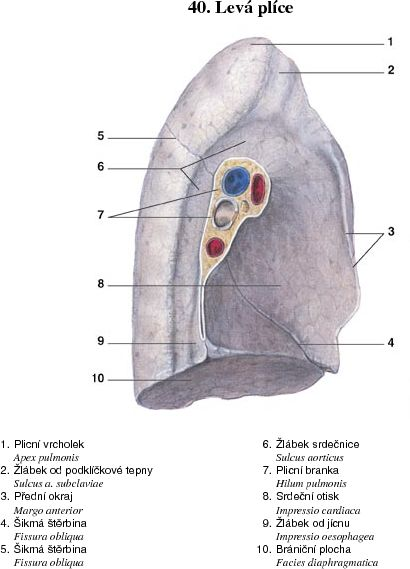 40. Levá plíce
1
2
5
6
7
3
8
9
4
10
1. Plicní vrcholek
Apex pulmonis
2. Žlábek od podklíčkové tepny
Sulcus a. subclaviae
3. Přední okraj
Margo anterior
4. Šikmá štěrbina
Fissura obliqua
5. Šikmá štěrbina
Fissura obliqua
6. Žlábek srdečnice
Sulcus aorticus
7. Plicní branka
Hilum pulmonis
8. Srdeční otisk
Impressio cardiaca
9. Žlábek od jícnu
Impressio oesophagea
10. Brániční plocha
Facies diaphragmatica